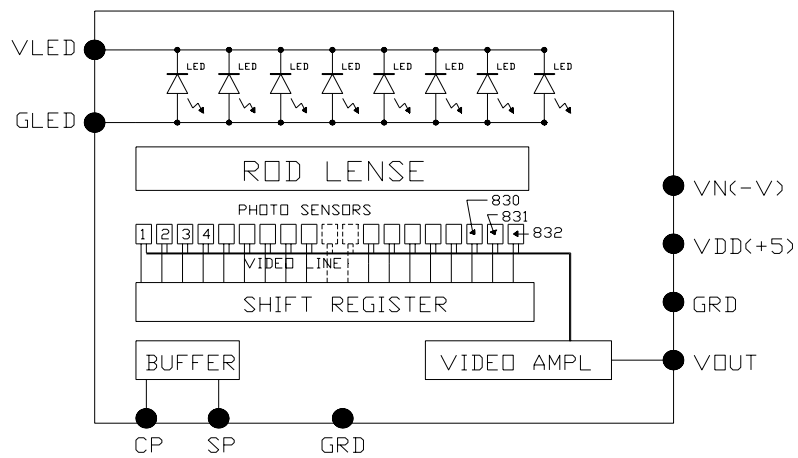 VLED
LED LED LED LED LED LED LED LED
GLED
ROD LENSE
VN(-V)
830
PHOTO SENSORS
831
1 2 3 4
832
VDD(+5)
VIDEO LINE
SHIFT REGISTER
GRD
BUFFER
VIDEO AMPL
VOUT
CP SP GRD